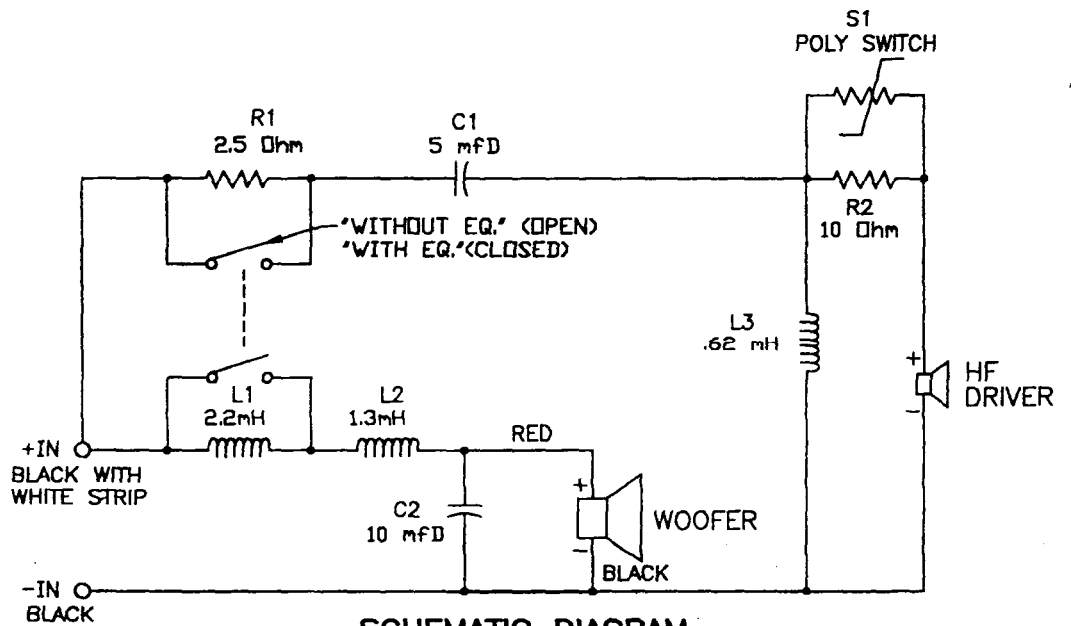 S1
POLY SWITCH
R1
2.5 Ohm
C1
5 mfD
R2
10 Ohm
"WITHOUT EQ." (OPEN)
"WITH EQ."(CLOSED)
L3
.62 mH
+
HF
DRIVER
-
L1
2.2mH
L2
1.3mH
RED
+IN
BLACK WITH
WHITE STRIP
C2
10 mfD
+
WOOFER
-
BLACK
-IN
BLACK
SCHEMATIC DIAGRAM